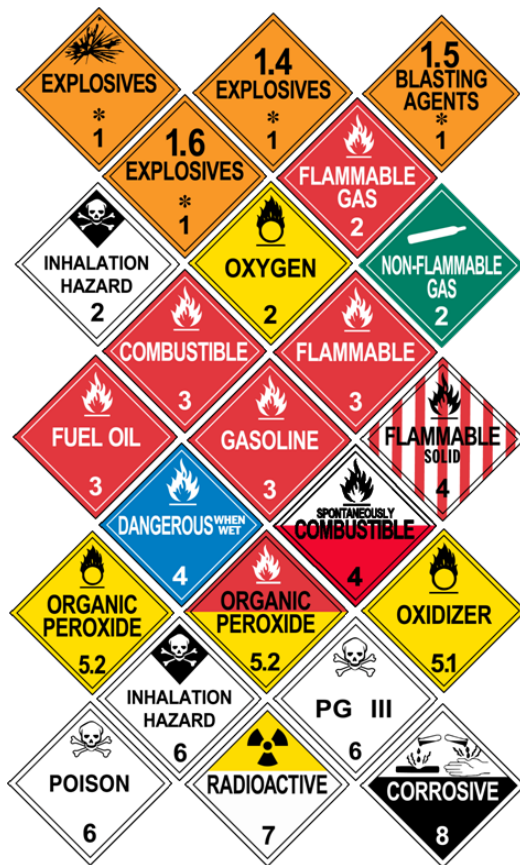 EXPLOSIVES
*
1
1.4
EXPLOSIVES
*
1
1.5
BLASTING
AGENTS
*
1
1.6
EXPLOSIVES
*
1
FLAMMABLE
GAS
2
INHALATION
HAZARD
2
OXYGEN
2
NON-FLAMMABLE
GAS
2
COMBUSTIBLE
3
FLAMMABLE
3
FUEL OIL
3
GASOLINE
3
FLAMMABLE
SOLID
4
DANGEROUS WHEN WET
4
SPONTANEOUSLY
COMBUSTIBLE
4
ORGANIC
PEROXIDE
5.2
ORGANIC
PEROXIDE
5.2
OXIDIZER
5.1
INHALATION
HAZARD
6
PG III
6
POISON
6
RADIOACTIVE
7
CORROSIVE
8